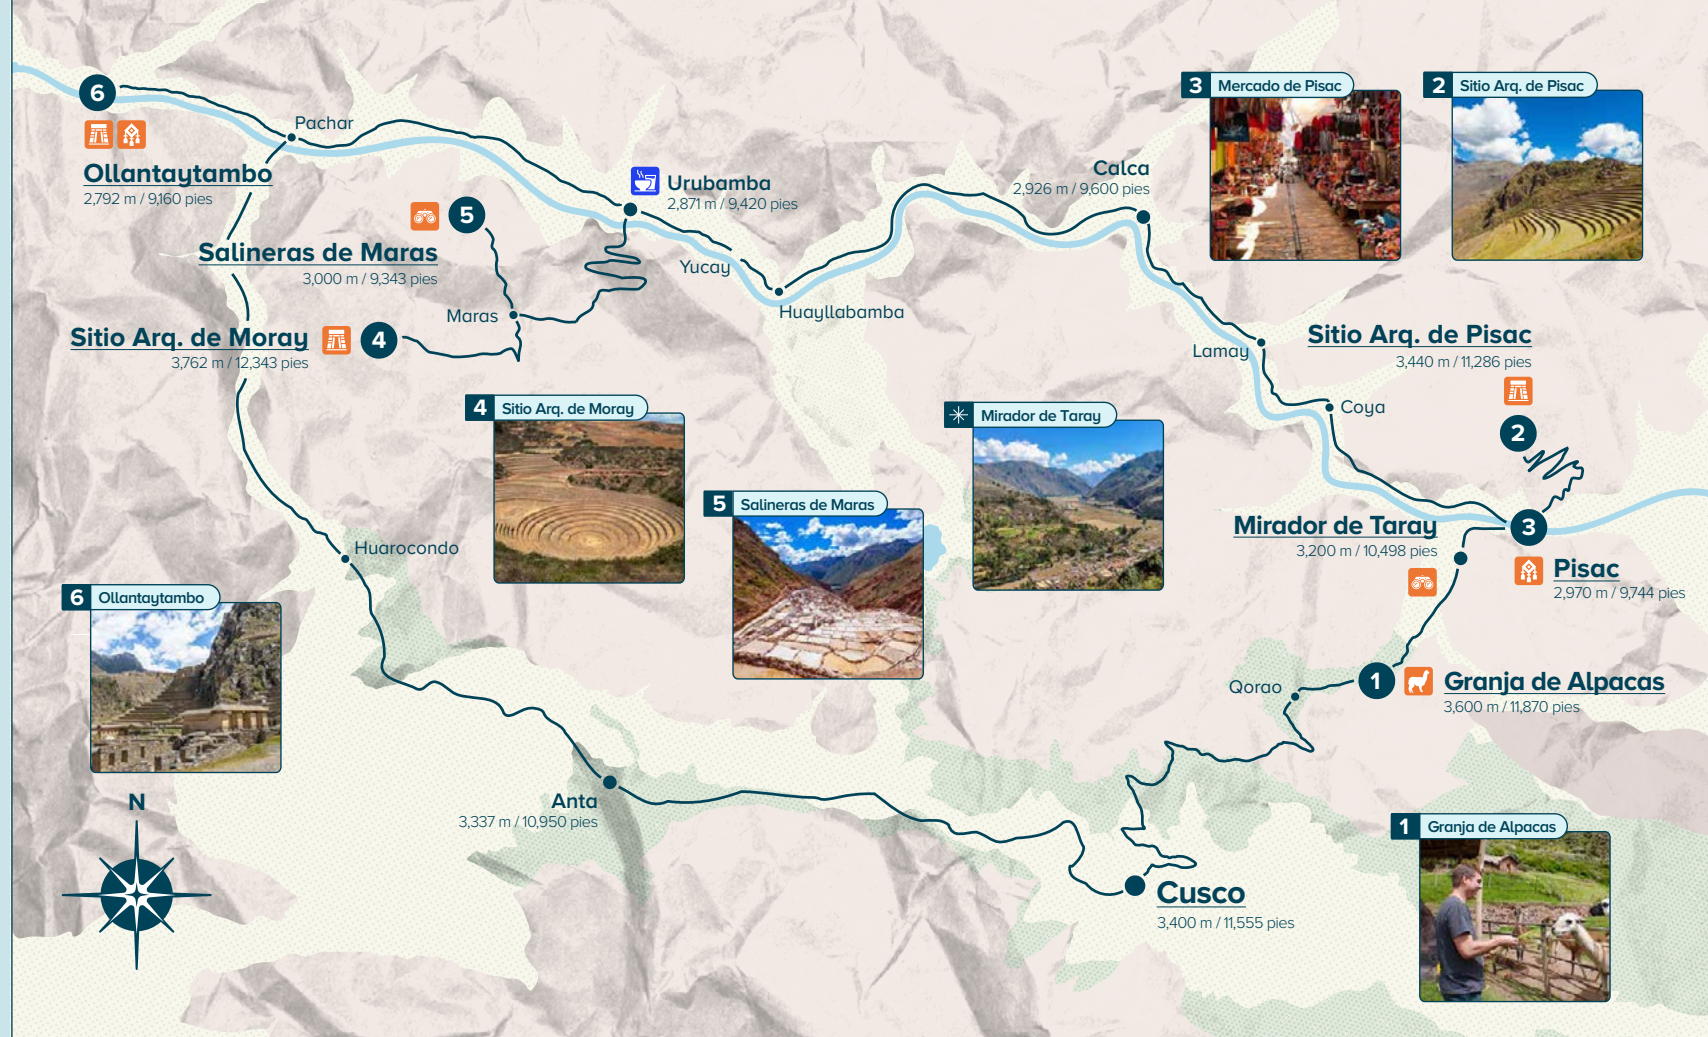 6
Pachar
Ollantaytambo
2,792 m / 9,160 pies
5
Salineras de Maras
3,000 m / 9,343 pies
Urubamba
2,871 m / 9,420 pies
Yucay
Maras
Huayllabamba
Sitio Arq. de Moray
4
3,762 m / 12,343 pies
Calca
2,926 m / 9,600 pies
3 Mercado de Pisac
2 Sitio Arq. de Pisac
Lamay
Sitio Arq. de Pisac
3,440 m / 11,286 pies
2
Coya
4 Sitio Arq. de Moray
5 Salineras de Maras
Mirador de Taray
Mirador de Taray
3,200 m / 10,498 pies
3
Pisac
2,970 m / 9,744 pies
Huarocondo
6 Ollantaytambo
Qorao
1
Granja de Alpacas
3,600 m / 11,870 pies
N
Anta
3,337 m / 10,950 pies
Cusco
3,400 m / 11,555 pies
1 Granja de Alpacas